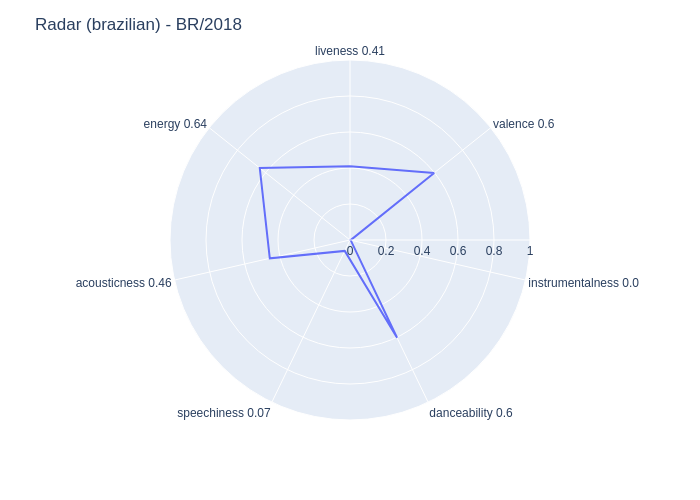 Radar (brazilian) - BR/2018
liveness 0.41
energy 0.64
valence 0.6
0 0.2 0.4 0.6 0.8 1
acousticness 0.46
instrumentalness 0.0
speechiness 0.07
danceability 0.6